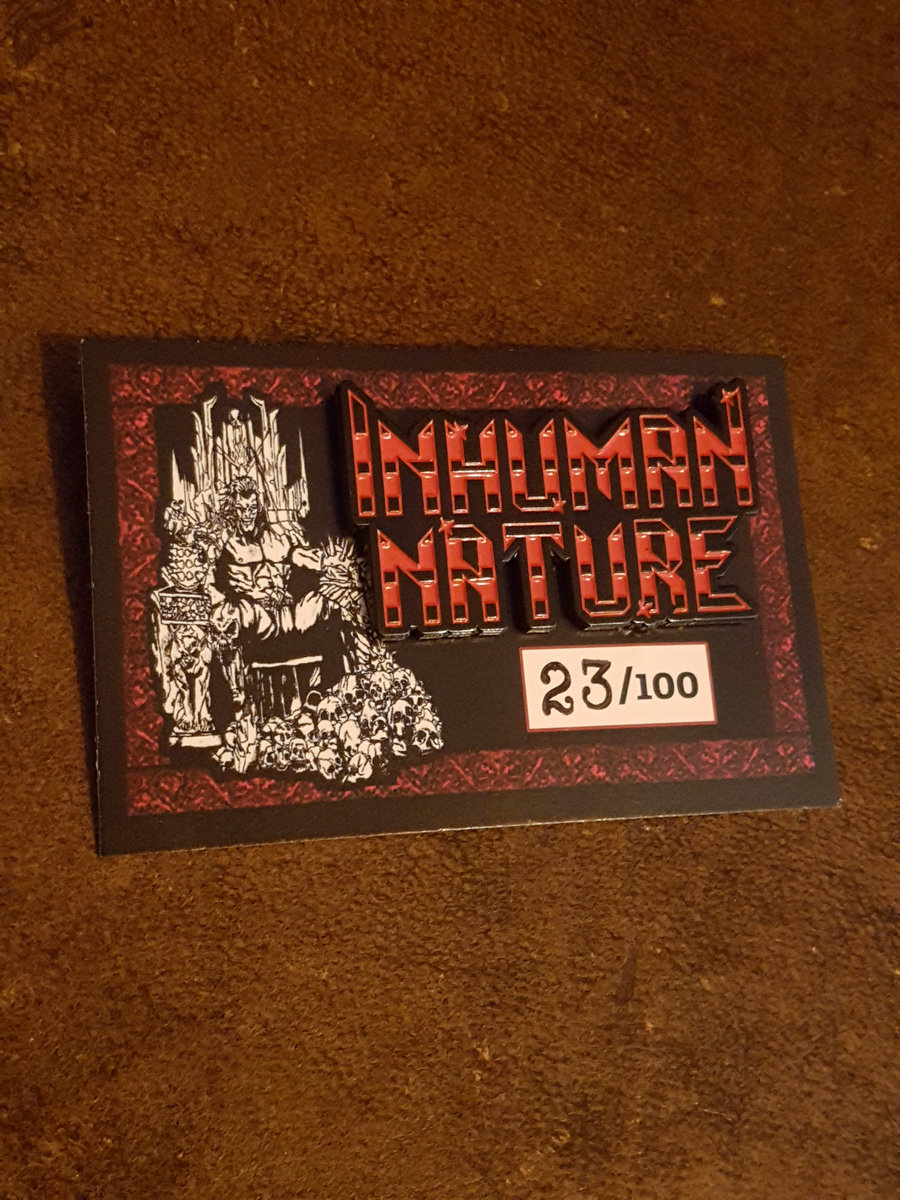 INHUMAN
NATURE
23/100